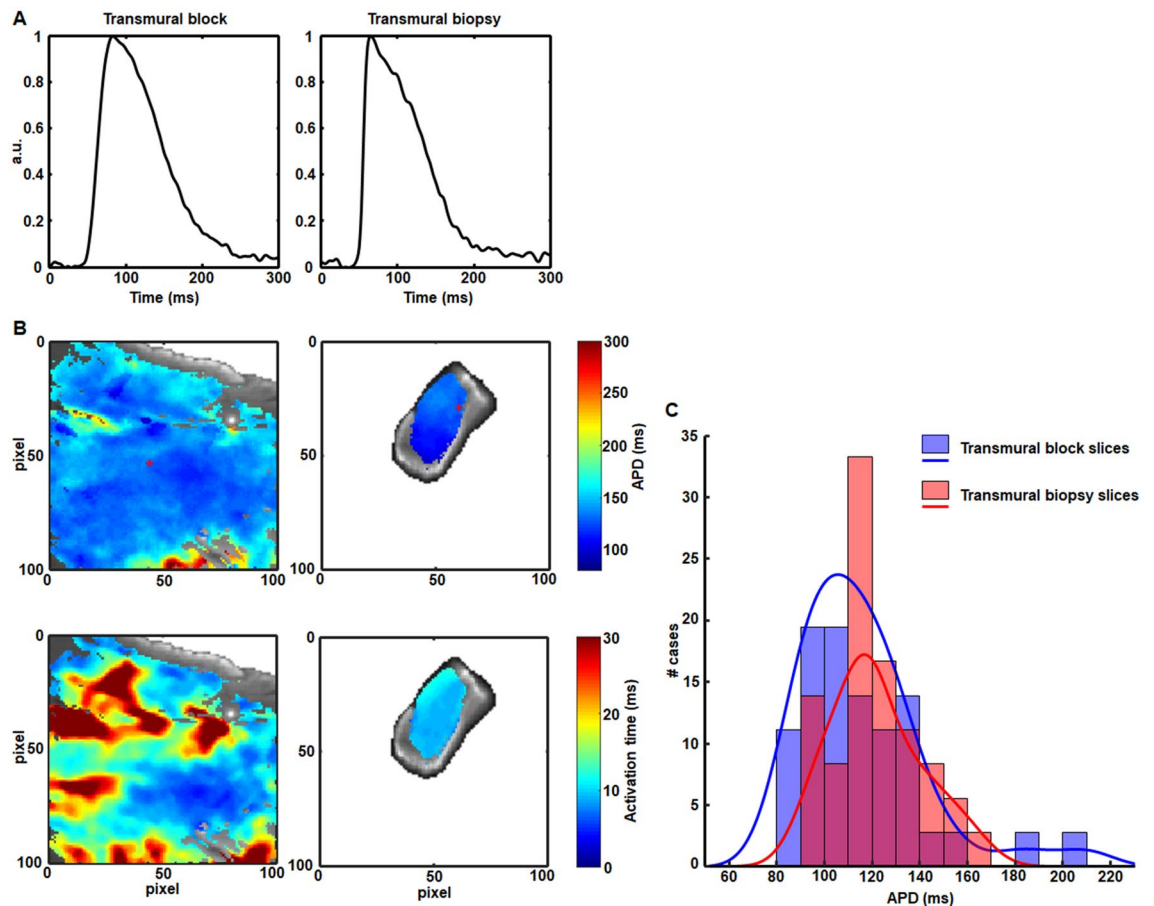 A
Transmural block
Transmural biopsy
a.u.
1
0.8
0.6
0.4
0.2
0
0 100 200 300
Time (ms)
1
0.8
0.6
0.4
0.2
0
0 100 200 300
Time (ms)
B
pixel
0
50
100
0 50 100
0
50
100
0 50 100
APD (ms)
300
250
200
150
100
pixel
0
50
100
0 50 100
pixel
0
50
100
0 50 100
pixel
Activation time (ms)
30
20
10
0
C
# cases
35
30
25
20
15
10
5
0
60 80 100 120 140 160 180 200 220
APD (ms)
Transmural block slices
Transmural biopsy slices